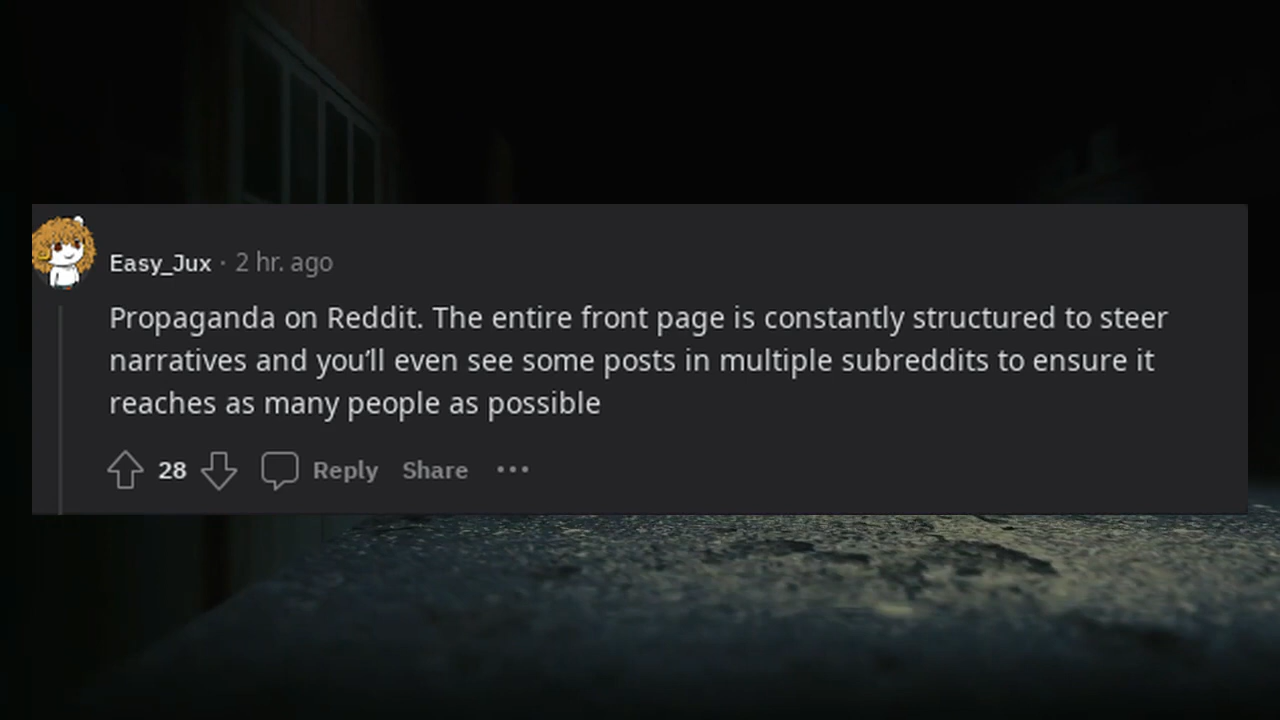 Easy_Jux · 2 hr. ago
Propaganda on Reddit. The entire front page is constantly structured to steer
narratives and you'll even see some posts in multiple subreddits to ensure it
reaches as many people as possible
28 Reply Share ···